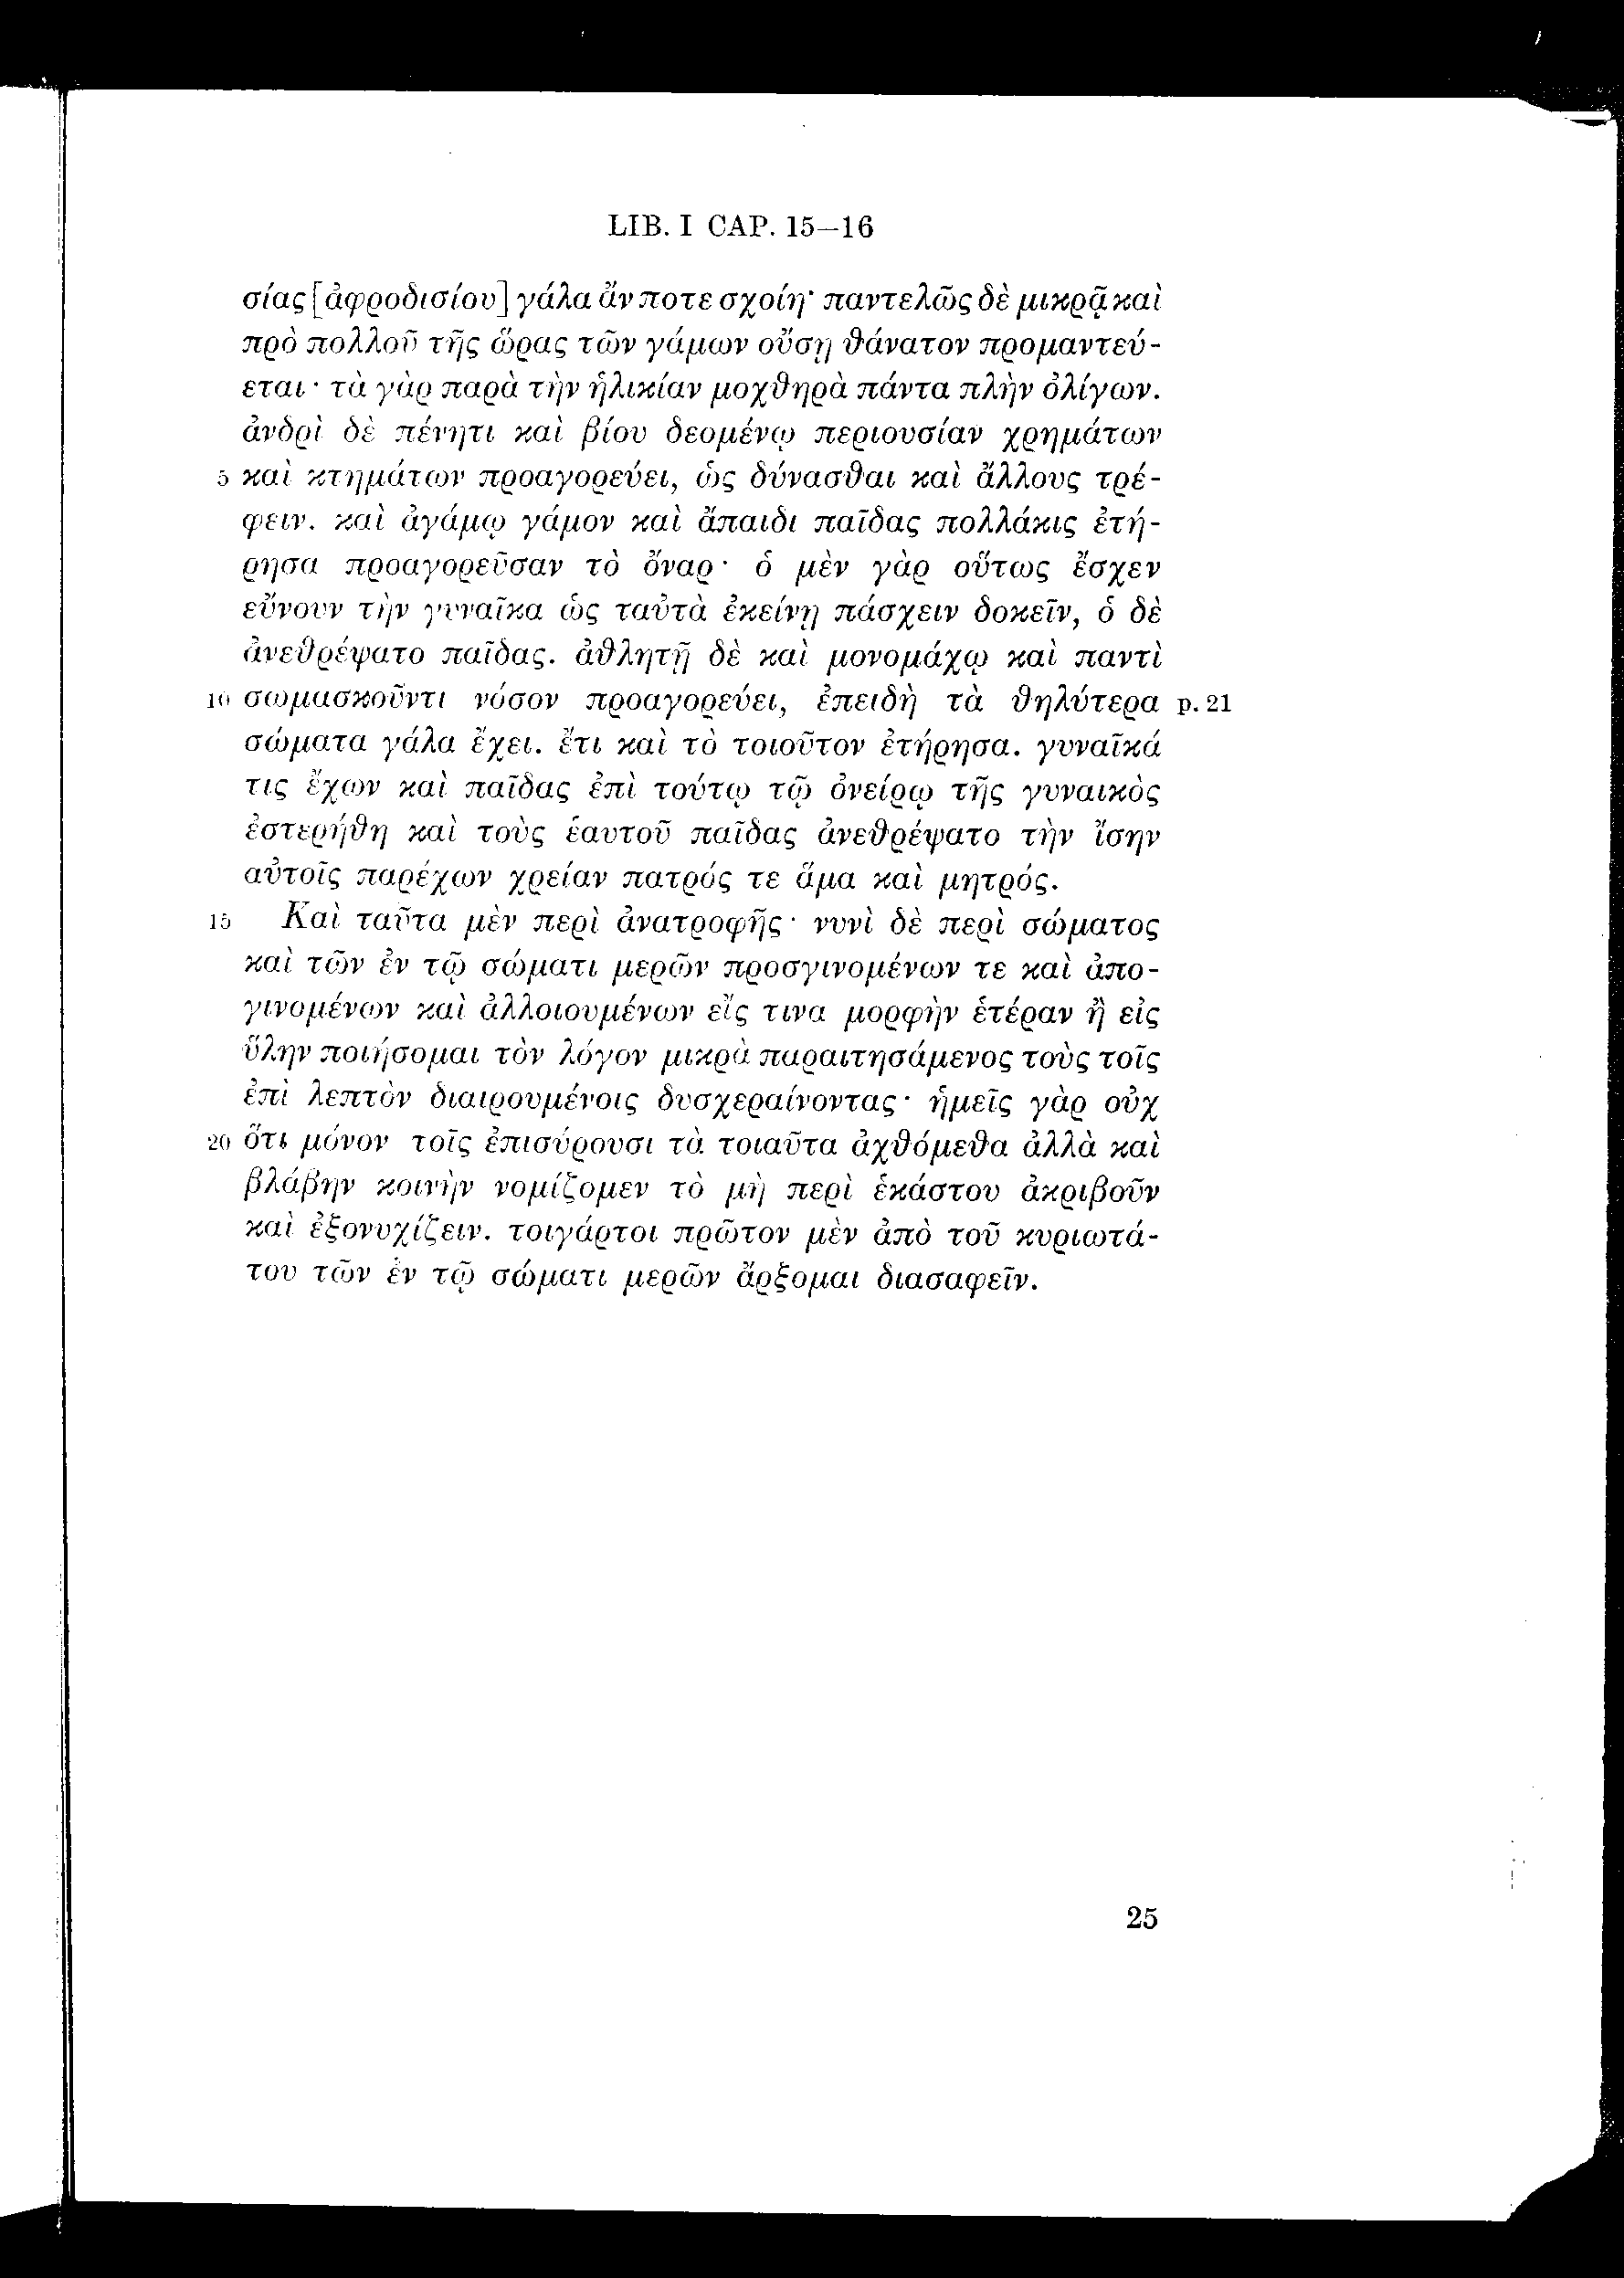 LIB. I CAP. 15–16
σίας [ἀφροδισίου] γάλα ἄν ποτε σχοίη· παντελῶς δὲ μικρᾷ καὶ
πρὸ πολλοῦ τῆς ὥρας τῶν γάμων οὔσῃ θάνατον προμαντεύ-
εται· τὰ γὰρ παρὰ τὴν ἡλικίαν μοχθηρὰ πάντα πλὴν ὀλίγων.
ἀνδρὶ δὲ πένητι καὶ βίου δεομένῳ περιουσίαν χρημάτων
5 καὶ κτημάτων προαγορεύει, ὡς δύνασθαι καὶ ἄλλους τρέ-
φειν. καὶ ἀγάμῳ γάμον καὶ ἄπαιδι παῖδας πολλάκις ἐτή-
ρησα προαγορεῦσαν τὸ ὄναρ· ὁ μὲν γὰρ οὕτως ἔσχεν
εὔνουν τὴν γυναῖκα ὡς ταὐτὰ ἐκείνῃ πάσχειν δοκεῖν, ὁ δὲ
ἀνεθρέψατο παῖδας. ἀθλητῇ δὲ καὶ μονομάχῳ καὶ παντὶ
10 σωμασκοῦντι νόσον προαγορεύει, ἐπειδὴ τὰ θηλύτερα p. 21
σώματα γάλα ἔχει. ἔτι καὶ τὸ τοιοῦτον ἐτήρησα. γυναῖκά
τις ἔχων καὶ παῖδας ἐπὶ τούτῳ τῷ ὀνείρῳ τῆς γυναικὸς
ἐστερήθη καὶ τοὺς ἑαυτοῦ παῖδας ἀνεθρέψατο τὴν ἴσην
αὐτοῖς παρέχων χρείαν πατρός τε ἅμα καὶ μητρός.
15 Καὶ ταῦτα μὲν περὶ ἀνατροφῆς· νυνὶ δὲ περὶ σώματος
καὶ τῶν ἐν τῷ σώματι μερῶν προσγινομένων τε καὶ ἀπο-
γινομένων καὶ ἀλλοιουμένων εἴς τινα μορφὴν ἑτέραν ἢ εἰς
ὕλην ποιήσομαι τὸν λόγον μικρὰ παραιτησάμενος τοὺς τοῖς
ἐπὶ λεπτὸν διαιρουμένοις δυσχεραίνοντας· ἡμεῖς γὰρ οὐχ
20 ὅτι μόνον τοῖς ἐπισύρουσι τὰ τοιαῦτα ἀχθόμεθα ἀλλὰ καὶ
βλάβην κοινὴν νομίζομεν τὸ μὴ περὶ ἑκάστου ἀκριβοῦν
καὶ ἐξονυχίζειν. τοιγάρτοι πρῶτον μὲν ἀπὸ τοῦ κυριωτά-
του τῶν ἐν τῷ σώματι μερῶν ἄρξομαι διασαφεῖν.
25